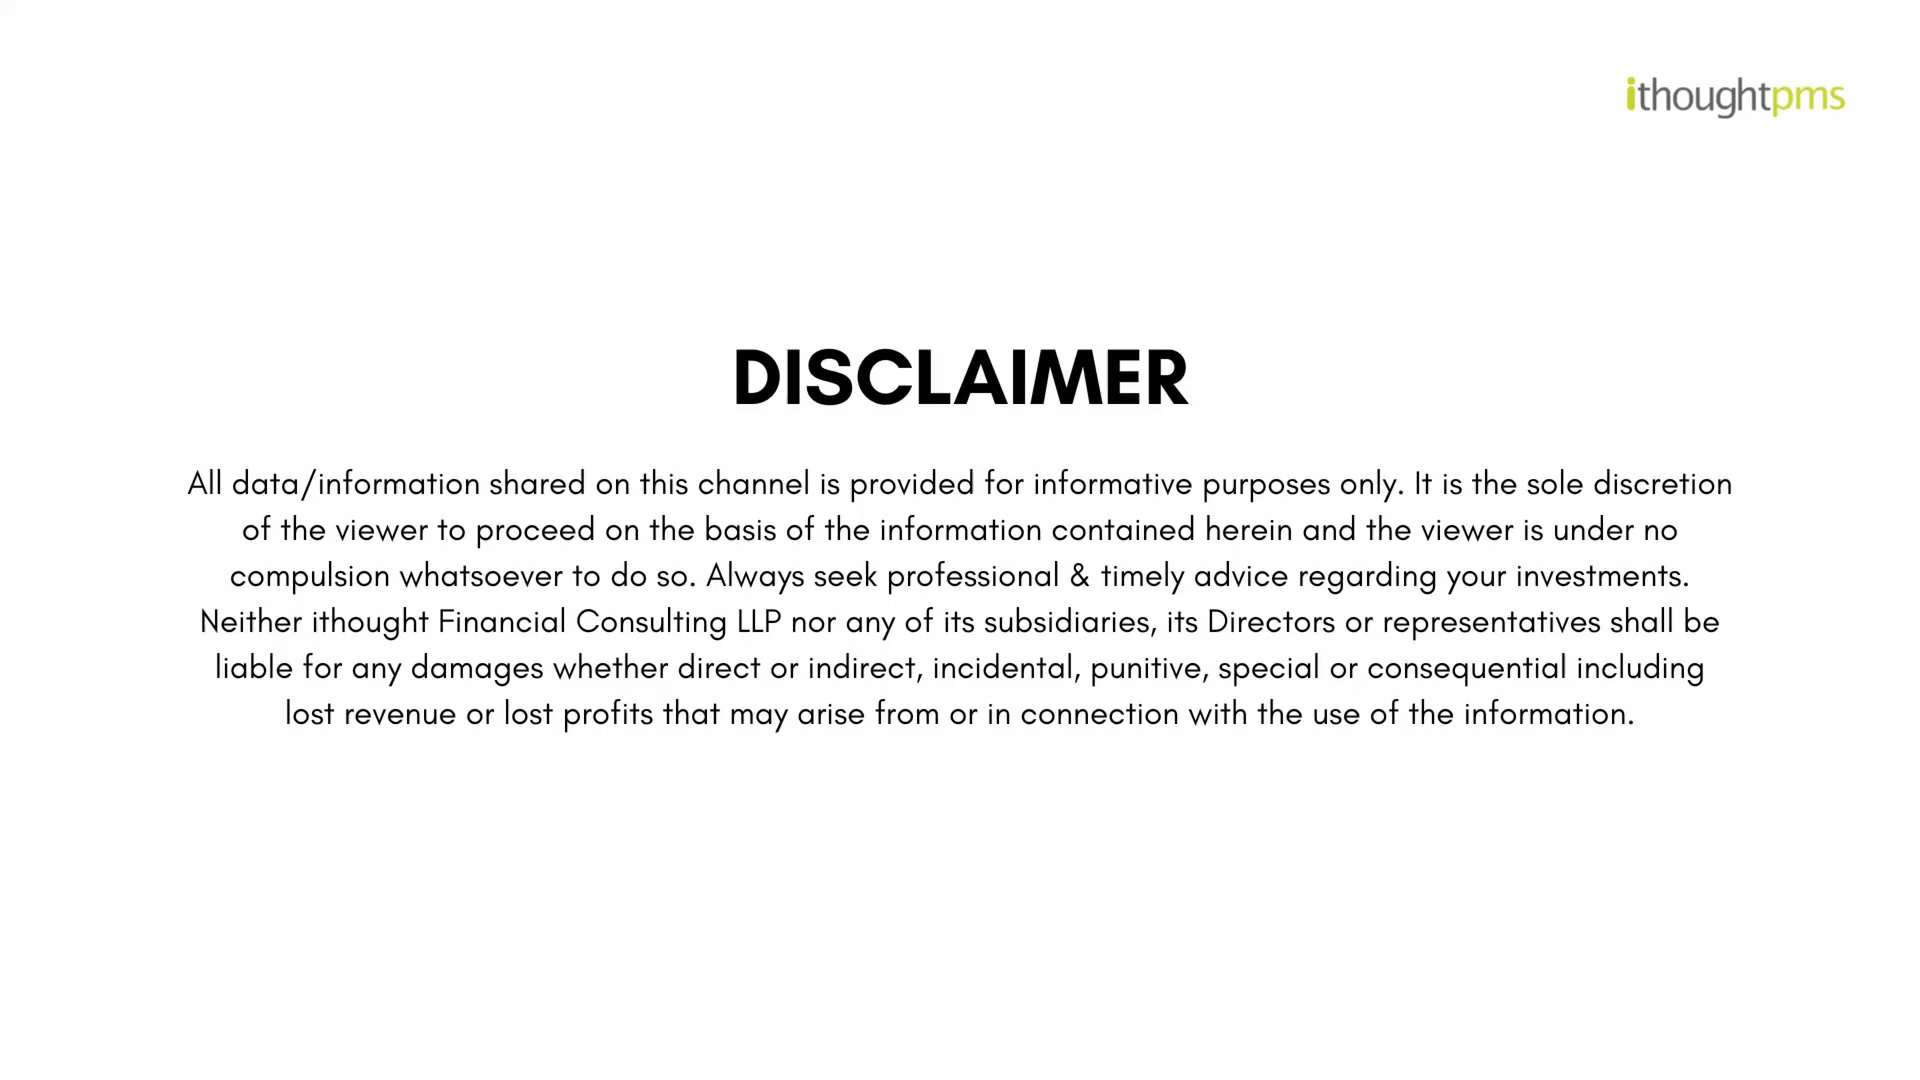 ithoughtpms
DISCLAIMER
All data/information shared on this channel is provided for informative purposes only. It is the sole discretion
of the viewer to proceed on the basis of the information contained herein and the viewer is under no
compulsion whatsoever to do so. Always seek professional & timely advice regarding your investments.
Neither ithought Financial Consulting LLP nor any of its subsidiaries, its Directors or representatives shall be
liable for any damages whether direct or indirect, incidental, punitive, special or consequential including
lost revenue or lost profits that may arise from or in connection with the use of the information.